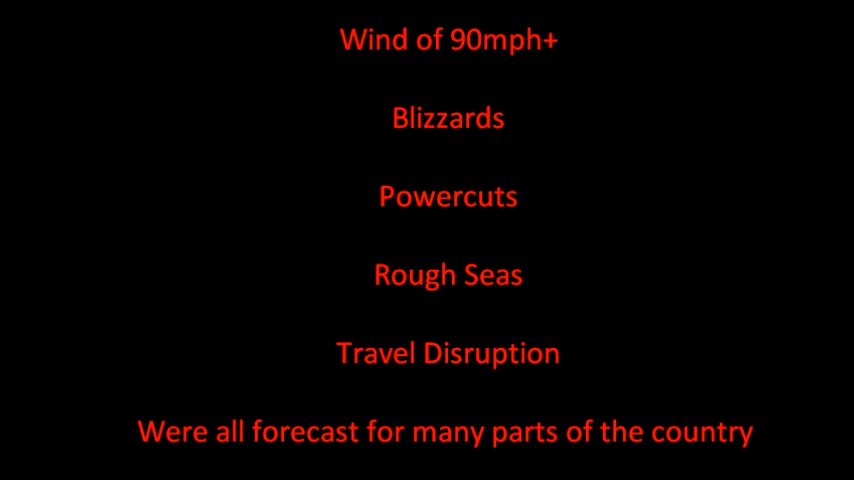 Wind of 90mph+
Blizzards
Powercuts
Rough Seas
Travel Disruption
Were all forecast for many parts of the country